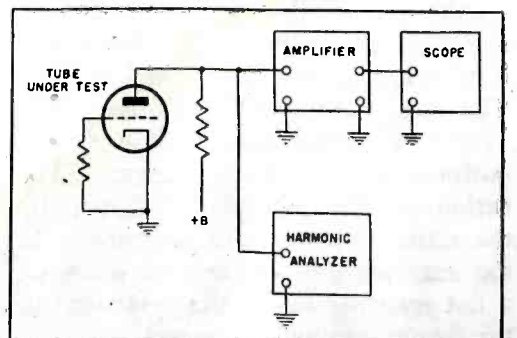 TUBE
UNDER TEST
AMPLIFIER
SCOPE
+B
HARMONIC
ANALYZER